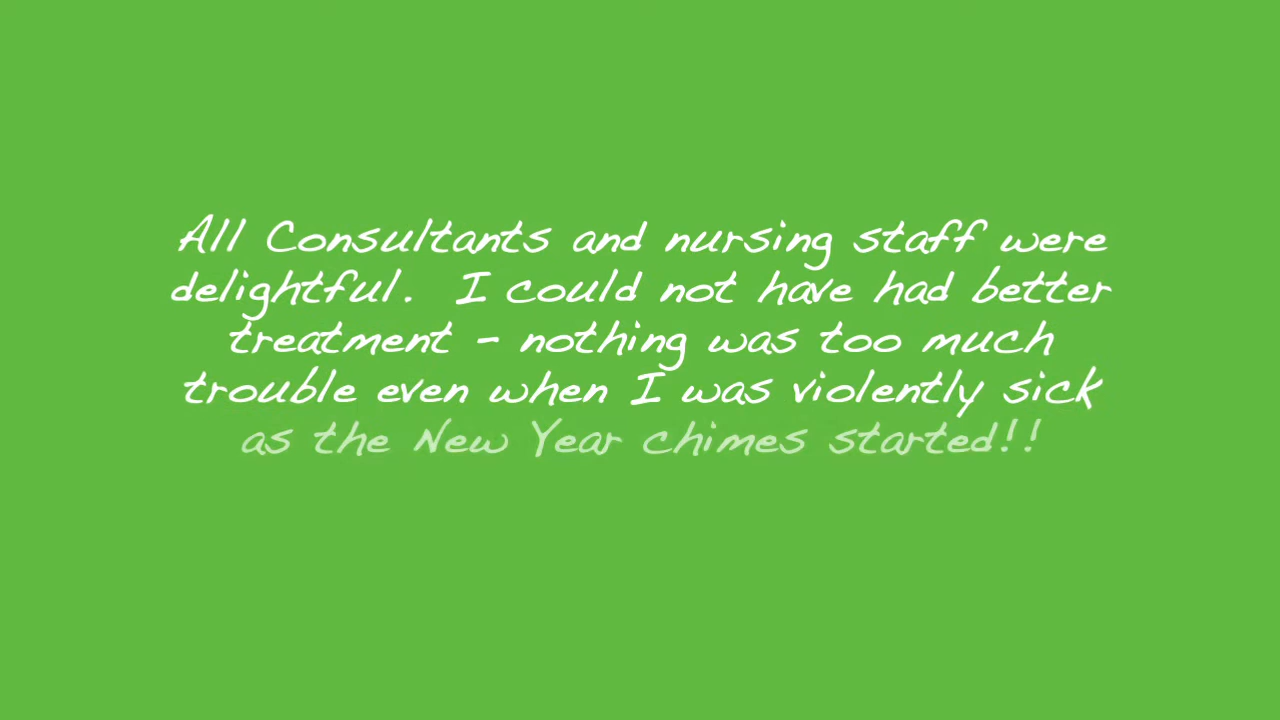 All Consultants and nursing staff were
delightful.  I could not have had better
treatment - nothing was too much
trouble even when I was violently sick
as the New Year chimes started!!